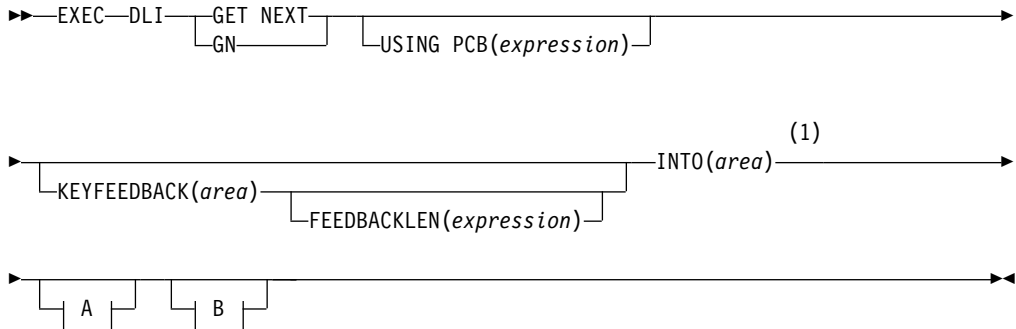 EXEC DLI GET NEXT
GN
USING PCB(expression)
(1)
INTO(area)
KEYFEEDBACK(area)
FEEDBACKLEN(expression)
A B